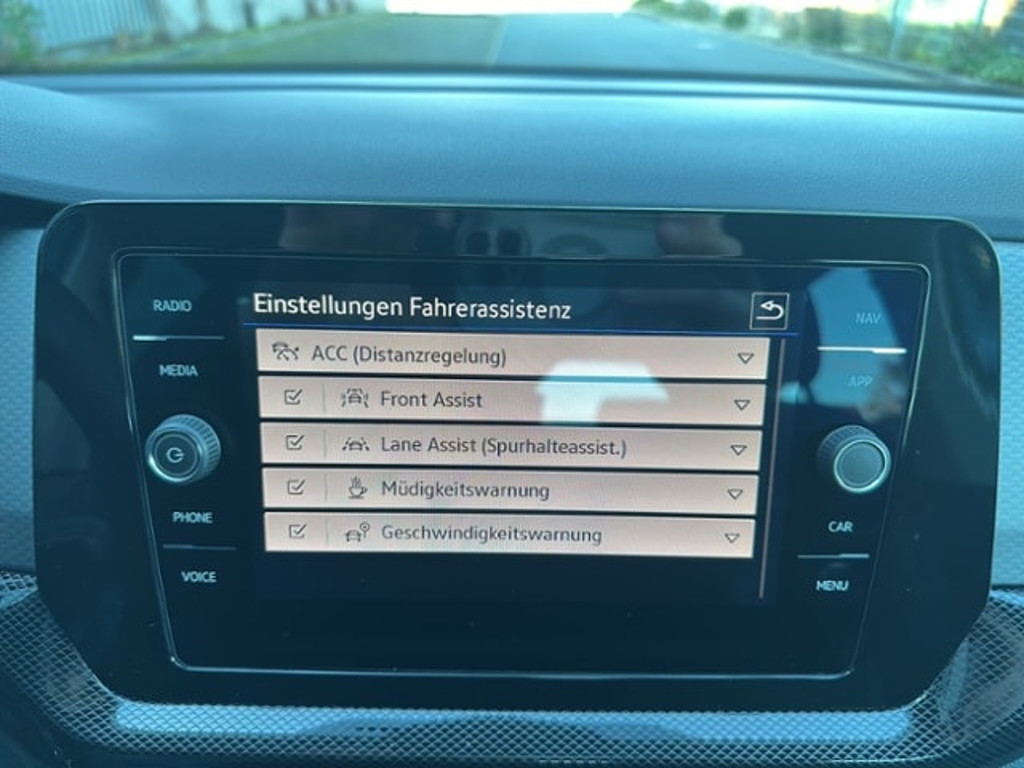 Einstellungen Fahrerassistenz
ACC (Distanzregelung)
Front Assist
Lane Assist (Spurhalteassist.)
Müdigkeitswarnung
Geschwindigkeitswarnung
RADIO
MEDIA
PHONE
VOICE
NAV
APP
CAR
MENU